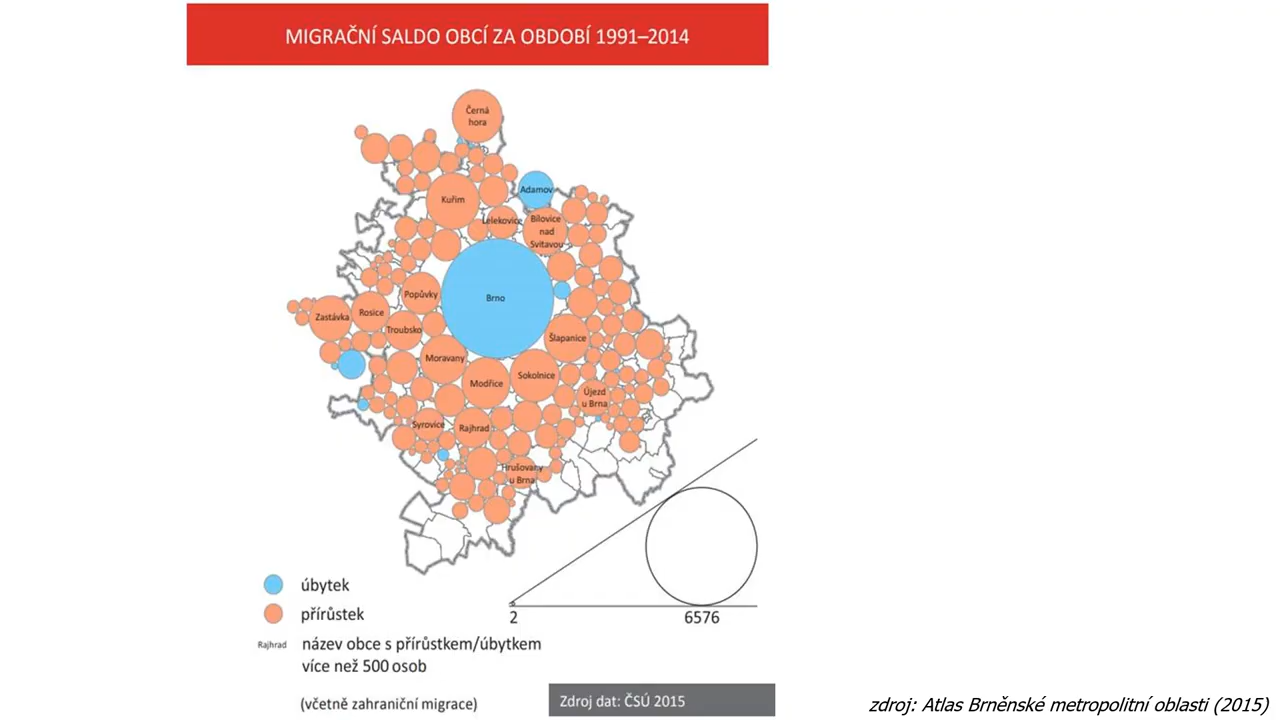 MIGRAČNÍ SALDO OBCÍ ZA OBDOBÍ 1991–2014
Černá
hora
Adamov
Kuřim
Lelekovice
Bílovice
nad
Svitavou
Popůvky
Brno
Zastávka
Rosice
Troubsko
Šlapanice
Moravany
Modřice
Sokolnice
Újezd
u Brna
Syrovice
Rajhrad
Hrušovany
u Brna
2
6576
úbytek
přírůstek
Rajhrad
název obce s přírůstkem/úbytkem
více než 500 osob
(včetně zahraniční migrace)
Zdroj dat: ČSÚ 2015
zdroj: Atlas Brněnské metropolitní oblasti (2015)